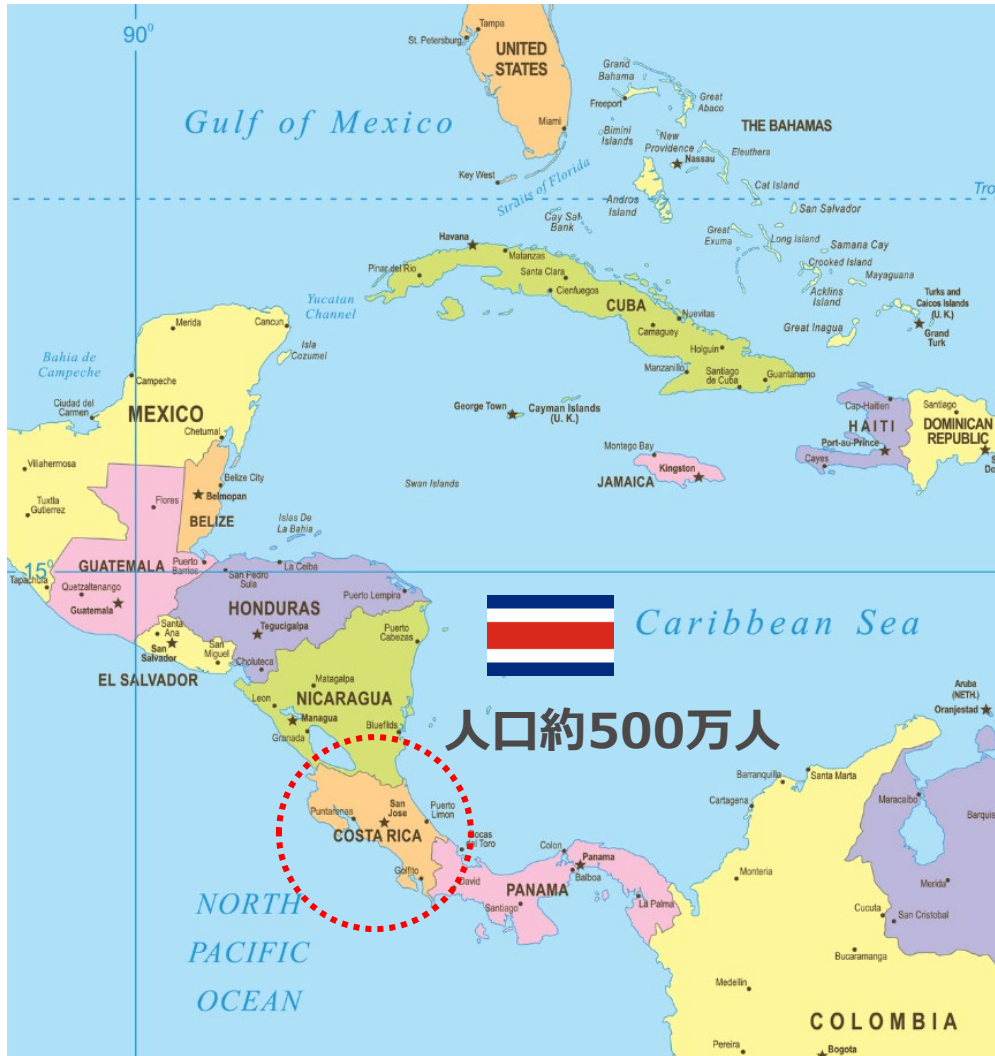 90⁰
Tampa
St. Petersburg
UNITED
STATES
Gulf of Mexico
Miami
Key West
Straits of Florida
Grand
Bahama
Freeport
Great
Abaco
THE BAHAMAS
Bimini
Islands
New
Providence
Nassau
Eleuthera
Cat Island
Andros
Island
San Salvador
Tro
Cay Sal
Bank
Great
Exuma
Long Island
Samana Cay
Crooked Island
Mayaguana
Acklins
Island
Turks and
Caicos Islands
(U. K.)
Grand
Turk
Great Inagua
Havana
Matanzas
Pinar del Rio
Santa Clara
Cienfuegos
CUBA
Nuevitas
Camaguey
Holguin
Manzanillo
Santiago
de Cuba
Guantanemo
Yucatan
Channel
Merida
Cancun
Isla
Cozumel
Bahia de
Campeche
Campeche
Ciudad del
Carmen
MEXICO
Chetumal
Villahermosa
Tuxtla
Gutierrez
Tapachula
George Town
Cayman Islands
(U. K.)
Montego Bay
Kingston
JAMAICA
Cap-Haitien
HAITI
Port-au-Prince
Cayes
Santiago
DOMINICAN
REPUBLIC
S
Do
Swan Islands
Belize City
Belmopan
BELIZE
Flores
Islas De
La Bahia
15⁰
GUATEMALA
Puerto
Barrios
Quetzaltenango
Guatemala
San Pedro
Sula
La Ceiba
HONDURAS
Puerto Lempira
Tegucigalpa
Choluteca
Santa
Ana
San
Salvador
San
Miguel
EL SALVADOR
Puerto
Cabezas
Matagalpa
Leon
NICARAGUA
Managua
Granada
Bluefilds
Caribbean Sea
人口約500万人
Aruba
(NETH.)
Oranjestad
Puntarenas
San
Jose
Puerto
Limon
COSTA RICA
Golfito
Bocas
del Toro
David
Colon
Panama
Balboa
PANAMA
Santiago
La Palma
NORTH
PACIFIC
OCEAN
Barranquilla
Santa Marta
Cartagena
Maracaibo
Barquis
Monteria
Merida
Cucuta
San Cristobal
Bucaramanga
Medellin
COLOMBIA
Pereira
Bogota